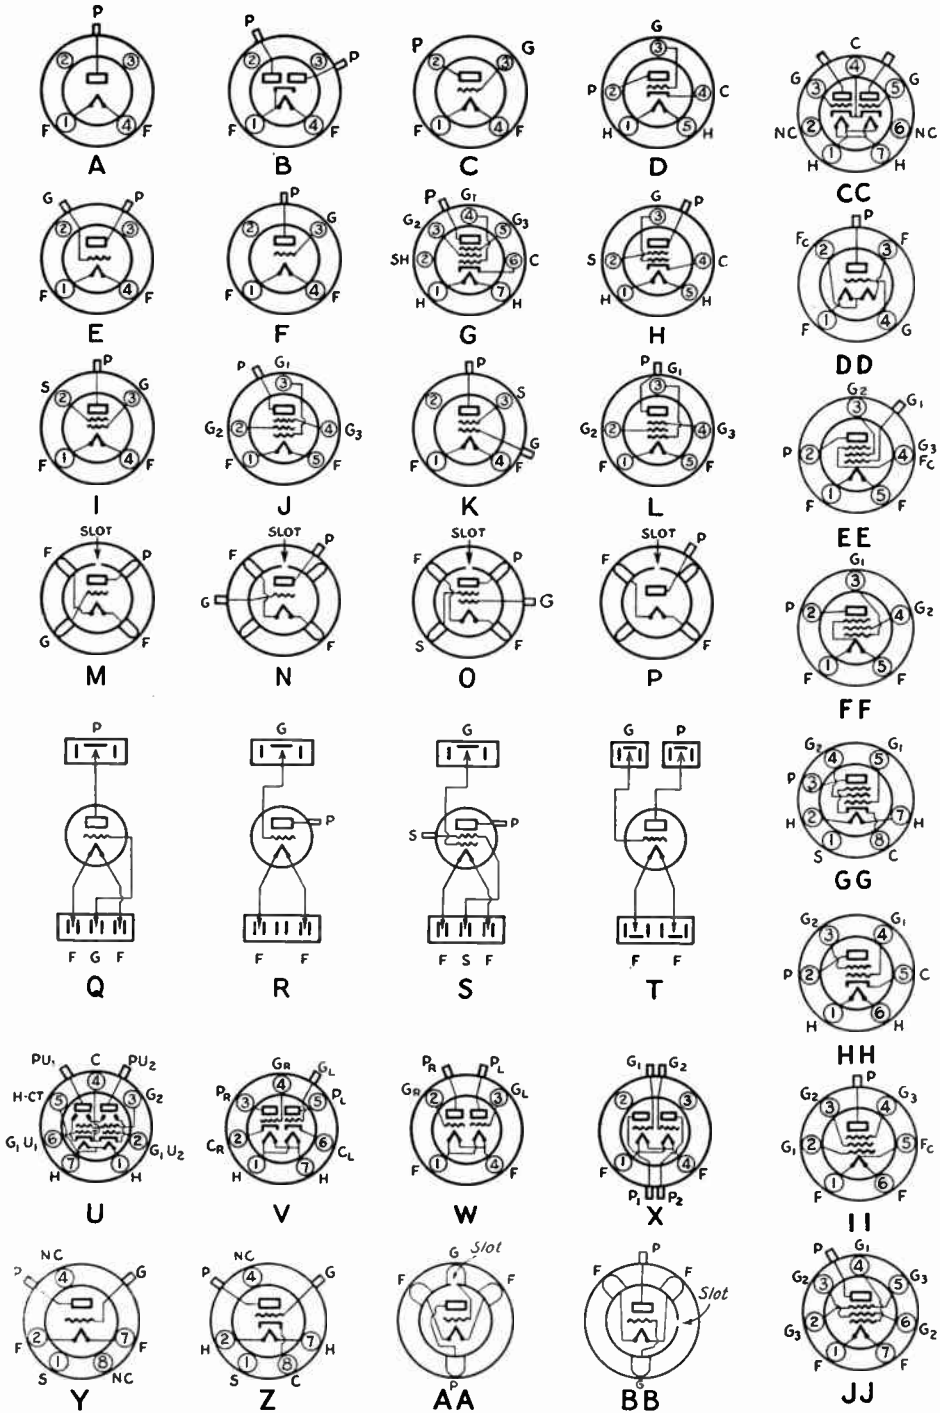 P
2 3
F 1 4 F
A
P
P
2 3
F 1 4 F
B
P G
2 3
F 1 4 F
C
G
3
P 2 4 C
H 1 5 H
D
C
4
G 3 5 G
NC 2 6 NC
H 1 7 H
CC
G P
2 3
F 1 4 F
E
P
G
2 3
F 1 4 F
F
P G1
4
G2 3 5 G3
SH 2 6 C
H 1 7 H
G
G P
3
S 2 4 C
H 1 5 H
H
P
FC 2 3 F
F 1 4 G
DD
P
S G
2 3
F 1 4 F
I
P G1
3
G2 2 4 G3
F 1 5 F
J
P
S
2 3
G
F 1 4 F
K
P G1
3
G2 2 4 G3
F 1 5 F
L
G2 G1
3
P 2 4 G3
FC
F 1 5 F
EE
SLOT
F P
G F
M
SLOT
F P
G
F
N
SLOT
F P
G
S F
O
SLOT
F P
F
P
G1
3
P 2 4 G2
F 1 5 F
FF
P
F G F
Q
G
P
F F
R
G
S P
F S F
S
G P
F F
T
G2 G1
4 5
P 3
H 2 7 H
1 8
S C
GG
G2 G1
3 4
P 2 5 C
1 6
H H
HH
PU1 C PU2
4
H-CT 5 3 G2
G1U1 6 2 G1U2
H 7 1 H
U
GR GL
4
PR 3 5 PL
CR 2 6 CL
H 1 7 H
V
PR PL
GR 2 3 GL
F 1 4 F
W
G1 G2
2 3
F 1 4 F
P1 P2
X
P
G2 G3
3 4
G1 2 5 FC
F 1 6 F
II
NC
P 4 G
F 2 7 F
1 8
S NC
Y
NC
P 4 G
H 2 7 H
1 8
S C
Z
G Slot
F F
P
AA
P
F F
Slot
G
BB
P G1
4
G2 3 5 G3
G3 2 6 G2
F 1 7 F
JJ